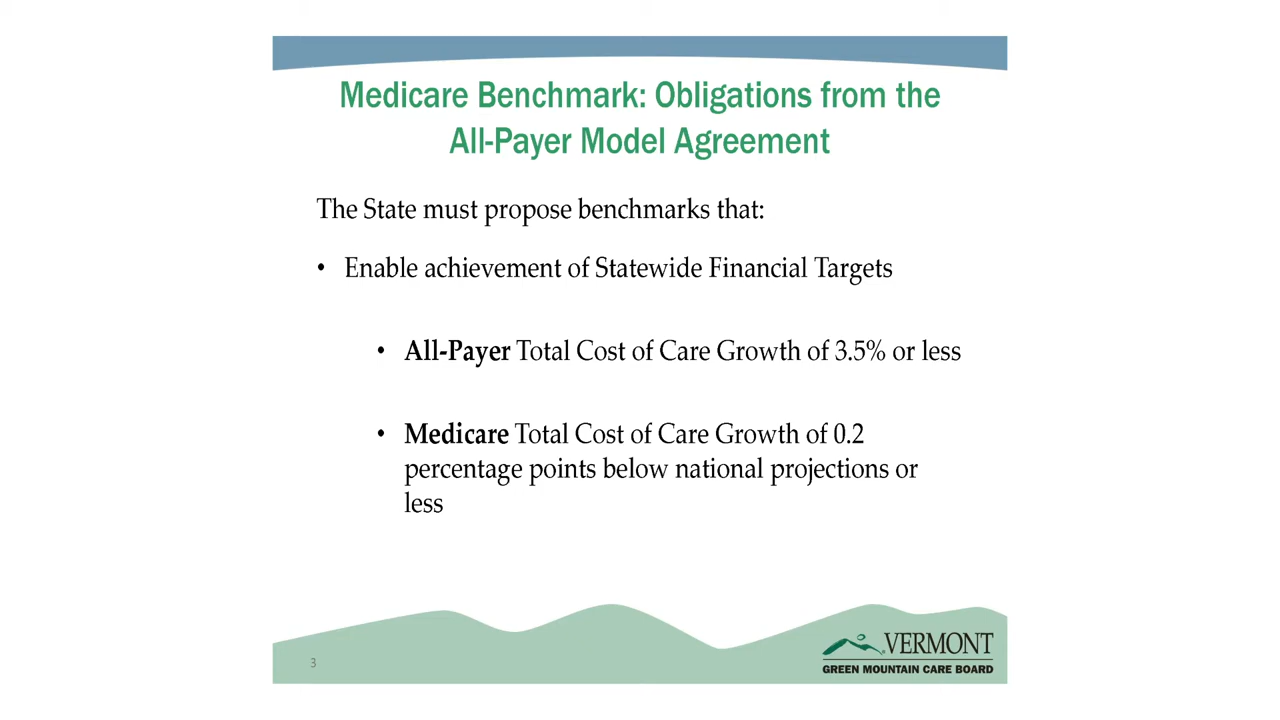 Medicare Benchmark: Obligations from the
All-Payer Model Agreement
The State must propose benchmarks that:
• Enable achievement of Statewide Financial Targets
• All-Payer Total Cost of Care Growth of 3.5% or less
• Medicare Total Cost of Care Growth of 0.2
percentage points below national projections or
less
3
VERMONT
GREEN MOUNTAIN CARE BOARD